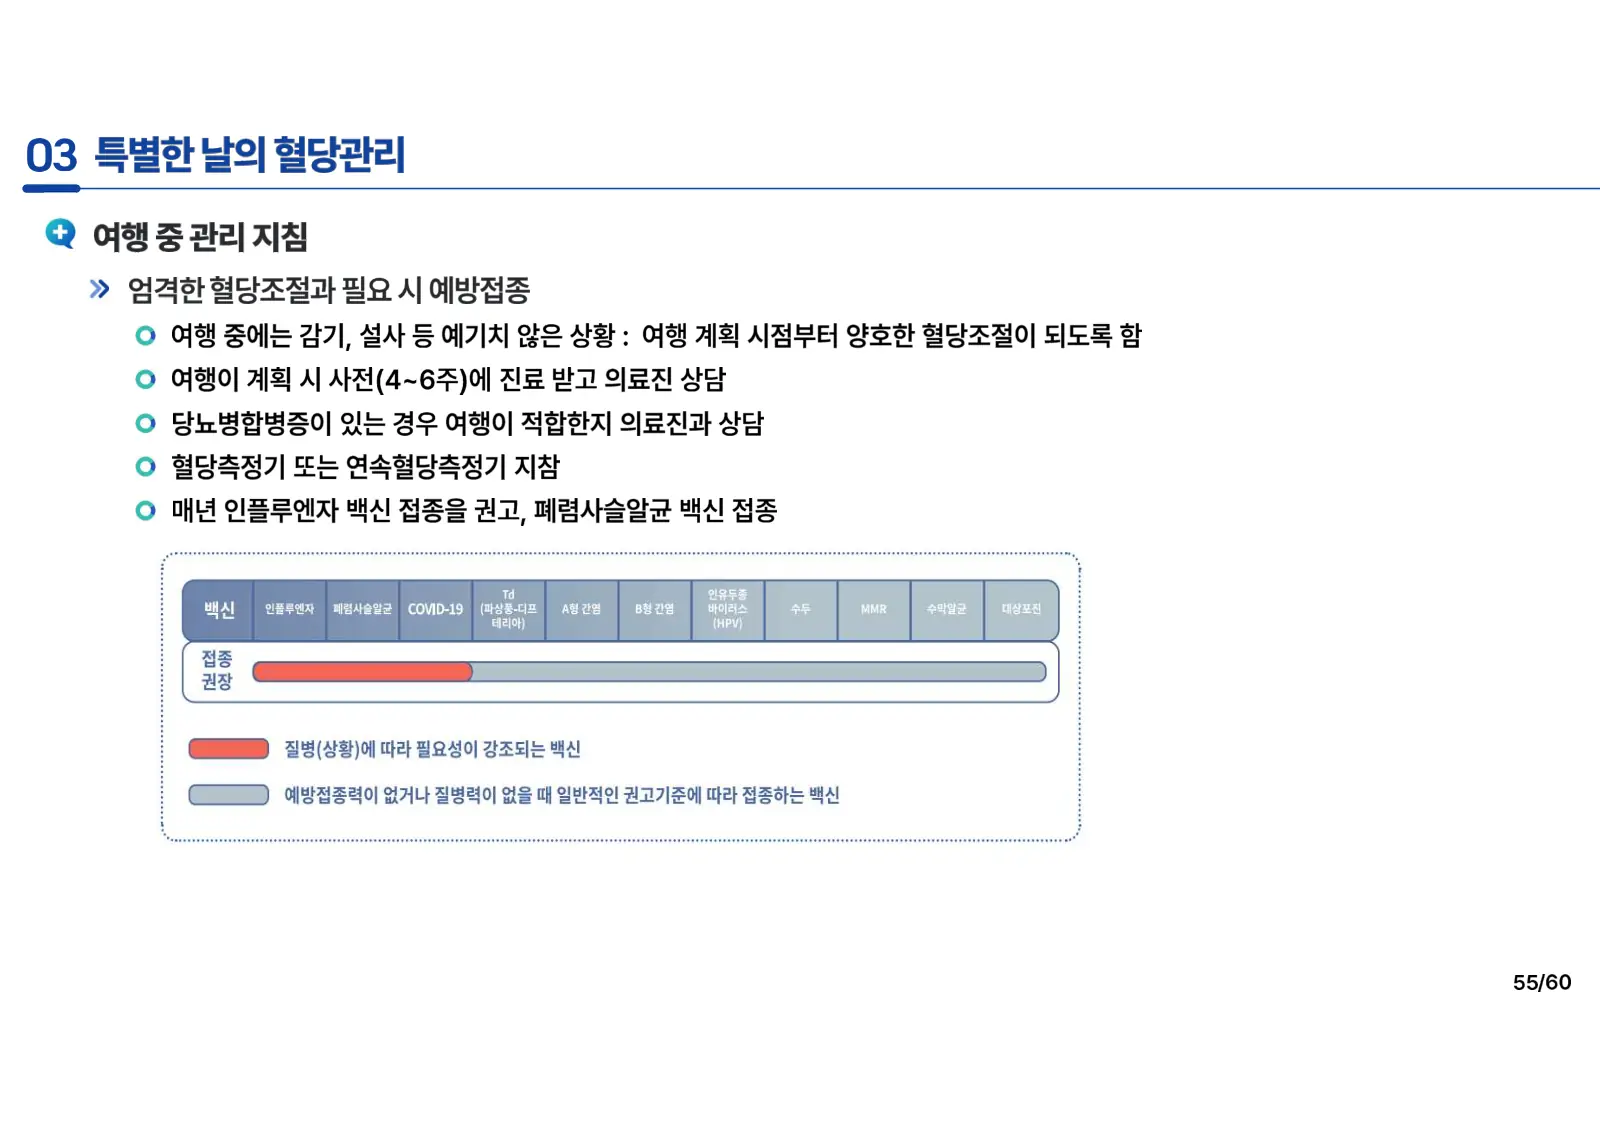 03 특별한 날의 혈당관리
여행 중 관리 지침
엄격한 혈당조절과 필요 시 예방접종
여행 중에는 감기, 설사 등 예기치 않은 상황 : 여행 계획 시점부터 양호한 혈당조절이 되도록 함
여행이 계획 시 사전(4~6주)에 진료 받고 의료진 상담
당뇨병합병증이 있는 경우 여행이 적합한지 의료진과 상담
혈당측정기 또는 연속혈당측정기 지참
매년 인플루엔자 백신 접종을 권고, 폐렴사슬알균 백신 접종
백신
인플루엔자
폐렴사슬알균
COVID-19
Td
(파상풍-디프
테리아)
A형 간염
B형 간염
인유두종
바이러스
(HPV)
수두
MMR
수막알균
대상포진
접종
권장
질병(상황)에 따라 필요성이 강조되는 백신
예방접종력이 없거나 질병력이 없을 때 일반적인 권고기준에 따라 접종하는 백신
55/60